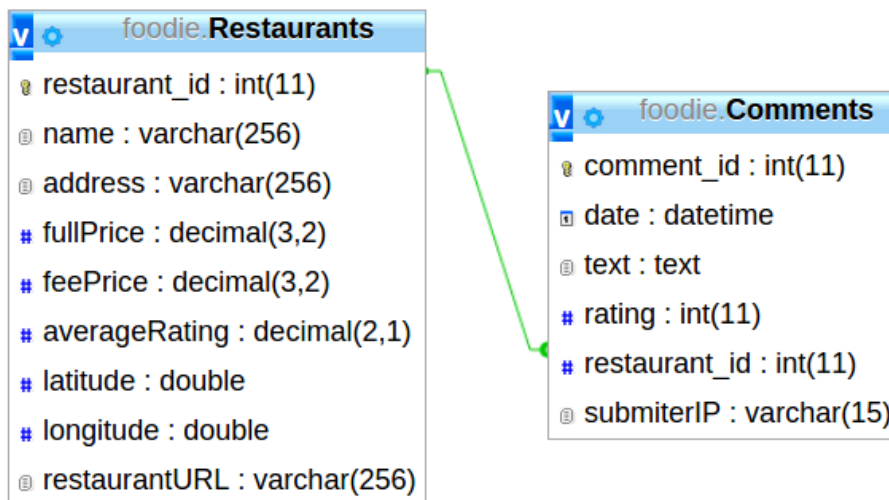 foodie.Restaurants
restaurant_id : int(11)
name : varchar(256)
address : varchar(256)
fullPrice : decimal(3,2)
feePrice : decimal(3,2)
averageRating : decimal(2,1)
latitude : double
longitude : double
restaurantURL : varchar(256)
foodie.Comments
comment_id : int(11)
date : datetime
text : text
rating : int(11)
restaurant_id : int(11)
submiterIP : varchar(15)